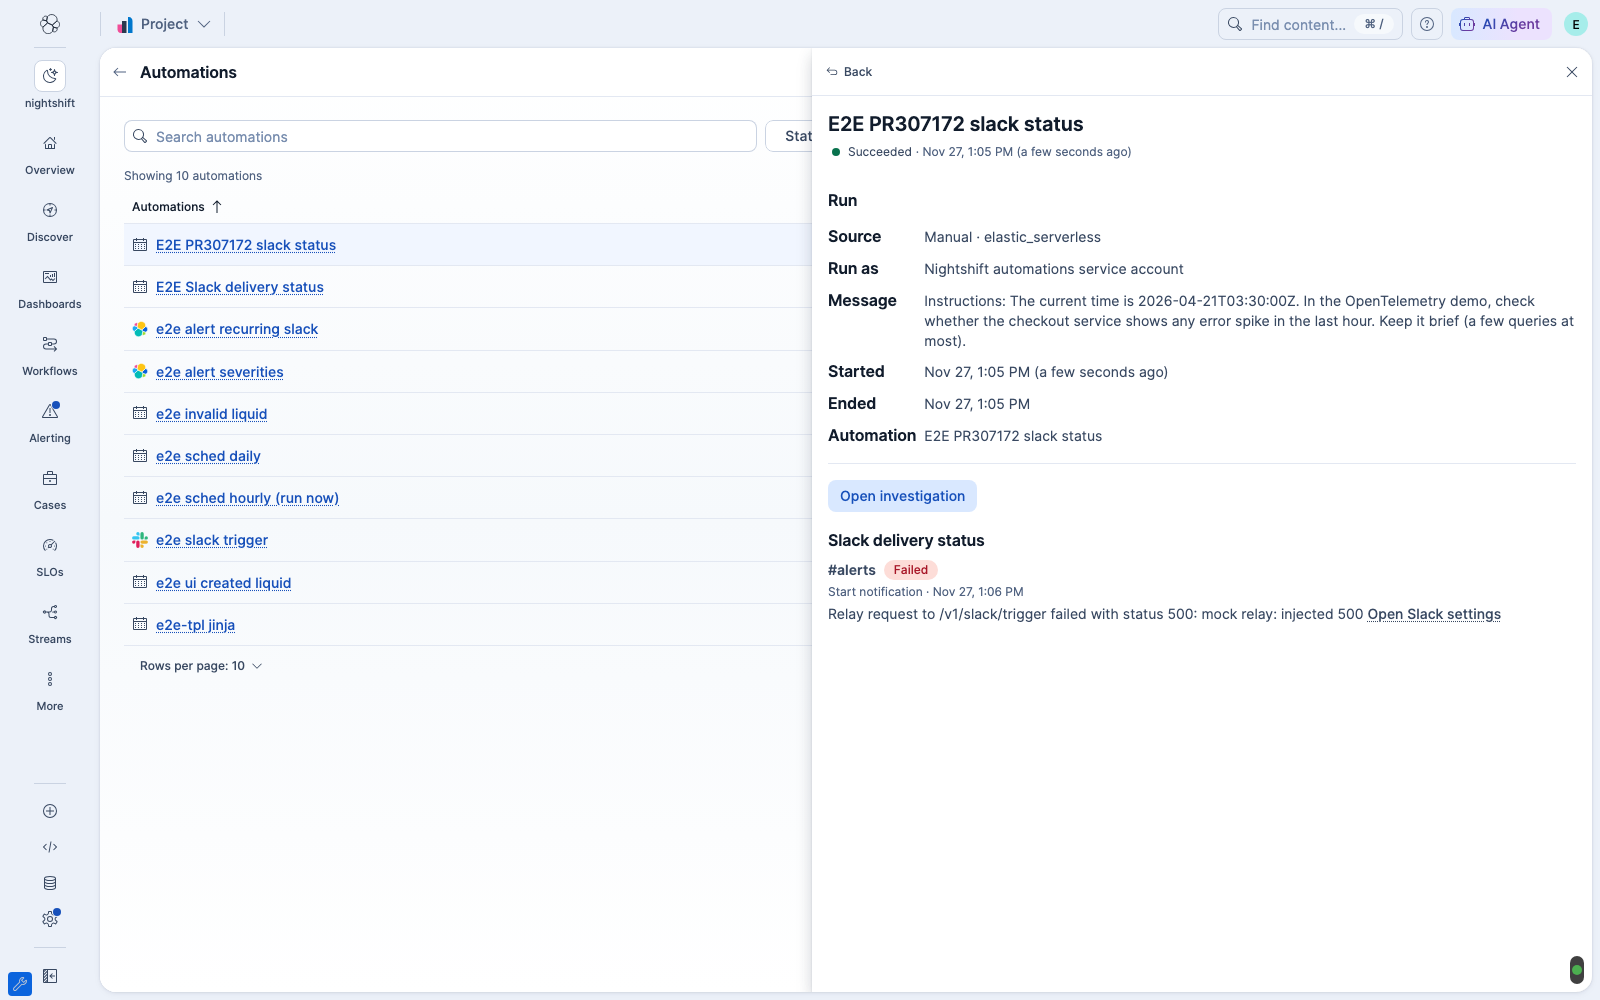 Project
Find content...
⌘ /
AI Agent
E
nightshift
Overview
Discover
Dashboards
Workflows
Alerting
Cases
SLOs
Streams
More
Automations
Search automations
Stat
Showing 10 automations
Automations
E2E PR307172 slack status
E2E Slack delivery status
e2e alert recurring slack
e2e alert severities
e2e invalid liquid
e2e sched daily
e2e sched hourly (run now)
e2e slack trigger
e2e ui created liquid
e2e-tpl jinja
Rows per page: 10
Back
E2E PR307172 slack status
Succeeded · Nov 27, 1:05 PM (a few seconds ago)
Run
Source Manual · elastic_serverless
Run as Nightshift automations service account
Message Instructions: The current time is 2026-04-21T03:30:00Z. In the OpenTelemetry demo, check
whether the checkout service shows any error spike in the last hour. Keep it brief (a few queries at
most).
Started Nov 27, 1:05 PM (a few seconds ago)
Ended Nov 27, 1:05 PM
Automation E2E PR307172 slack status
Open investigation
Slack delivery status
#alerts Failed
Start notification · Nov 27, 1:06 PM
Relay request to /v1/slack/trigger failed with status 500: mock relay: injected 500 Open Slack settings